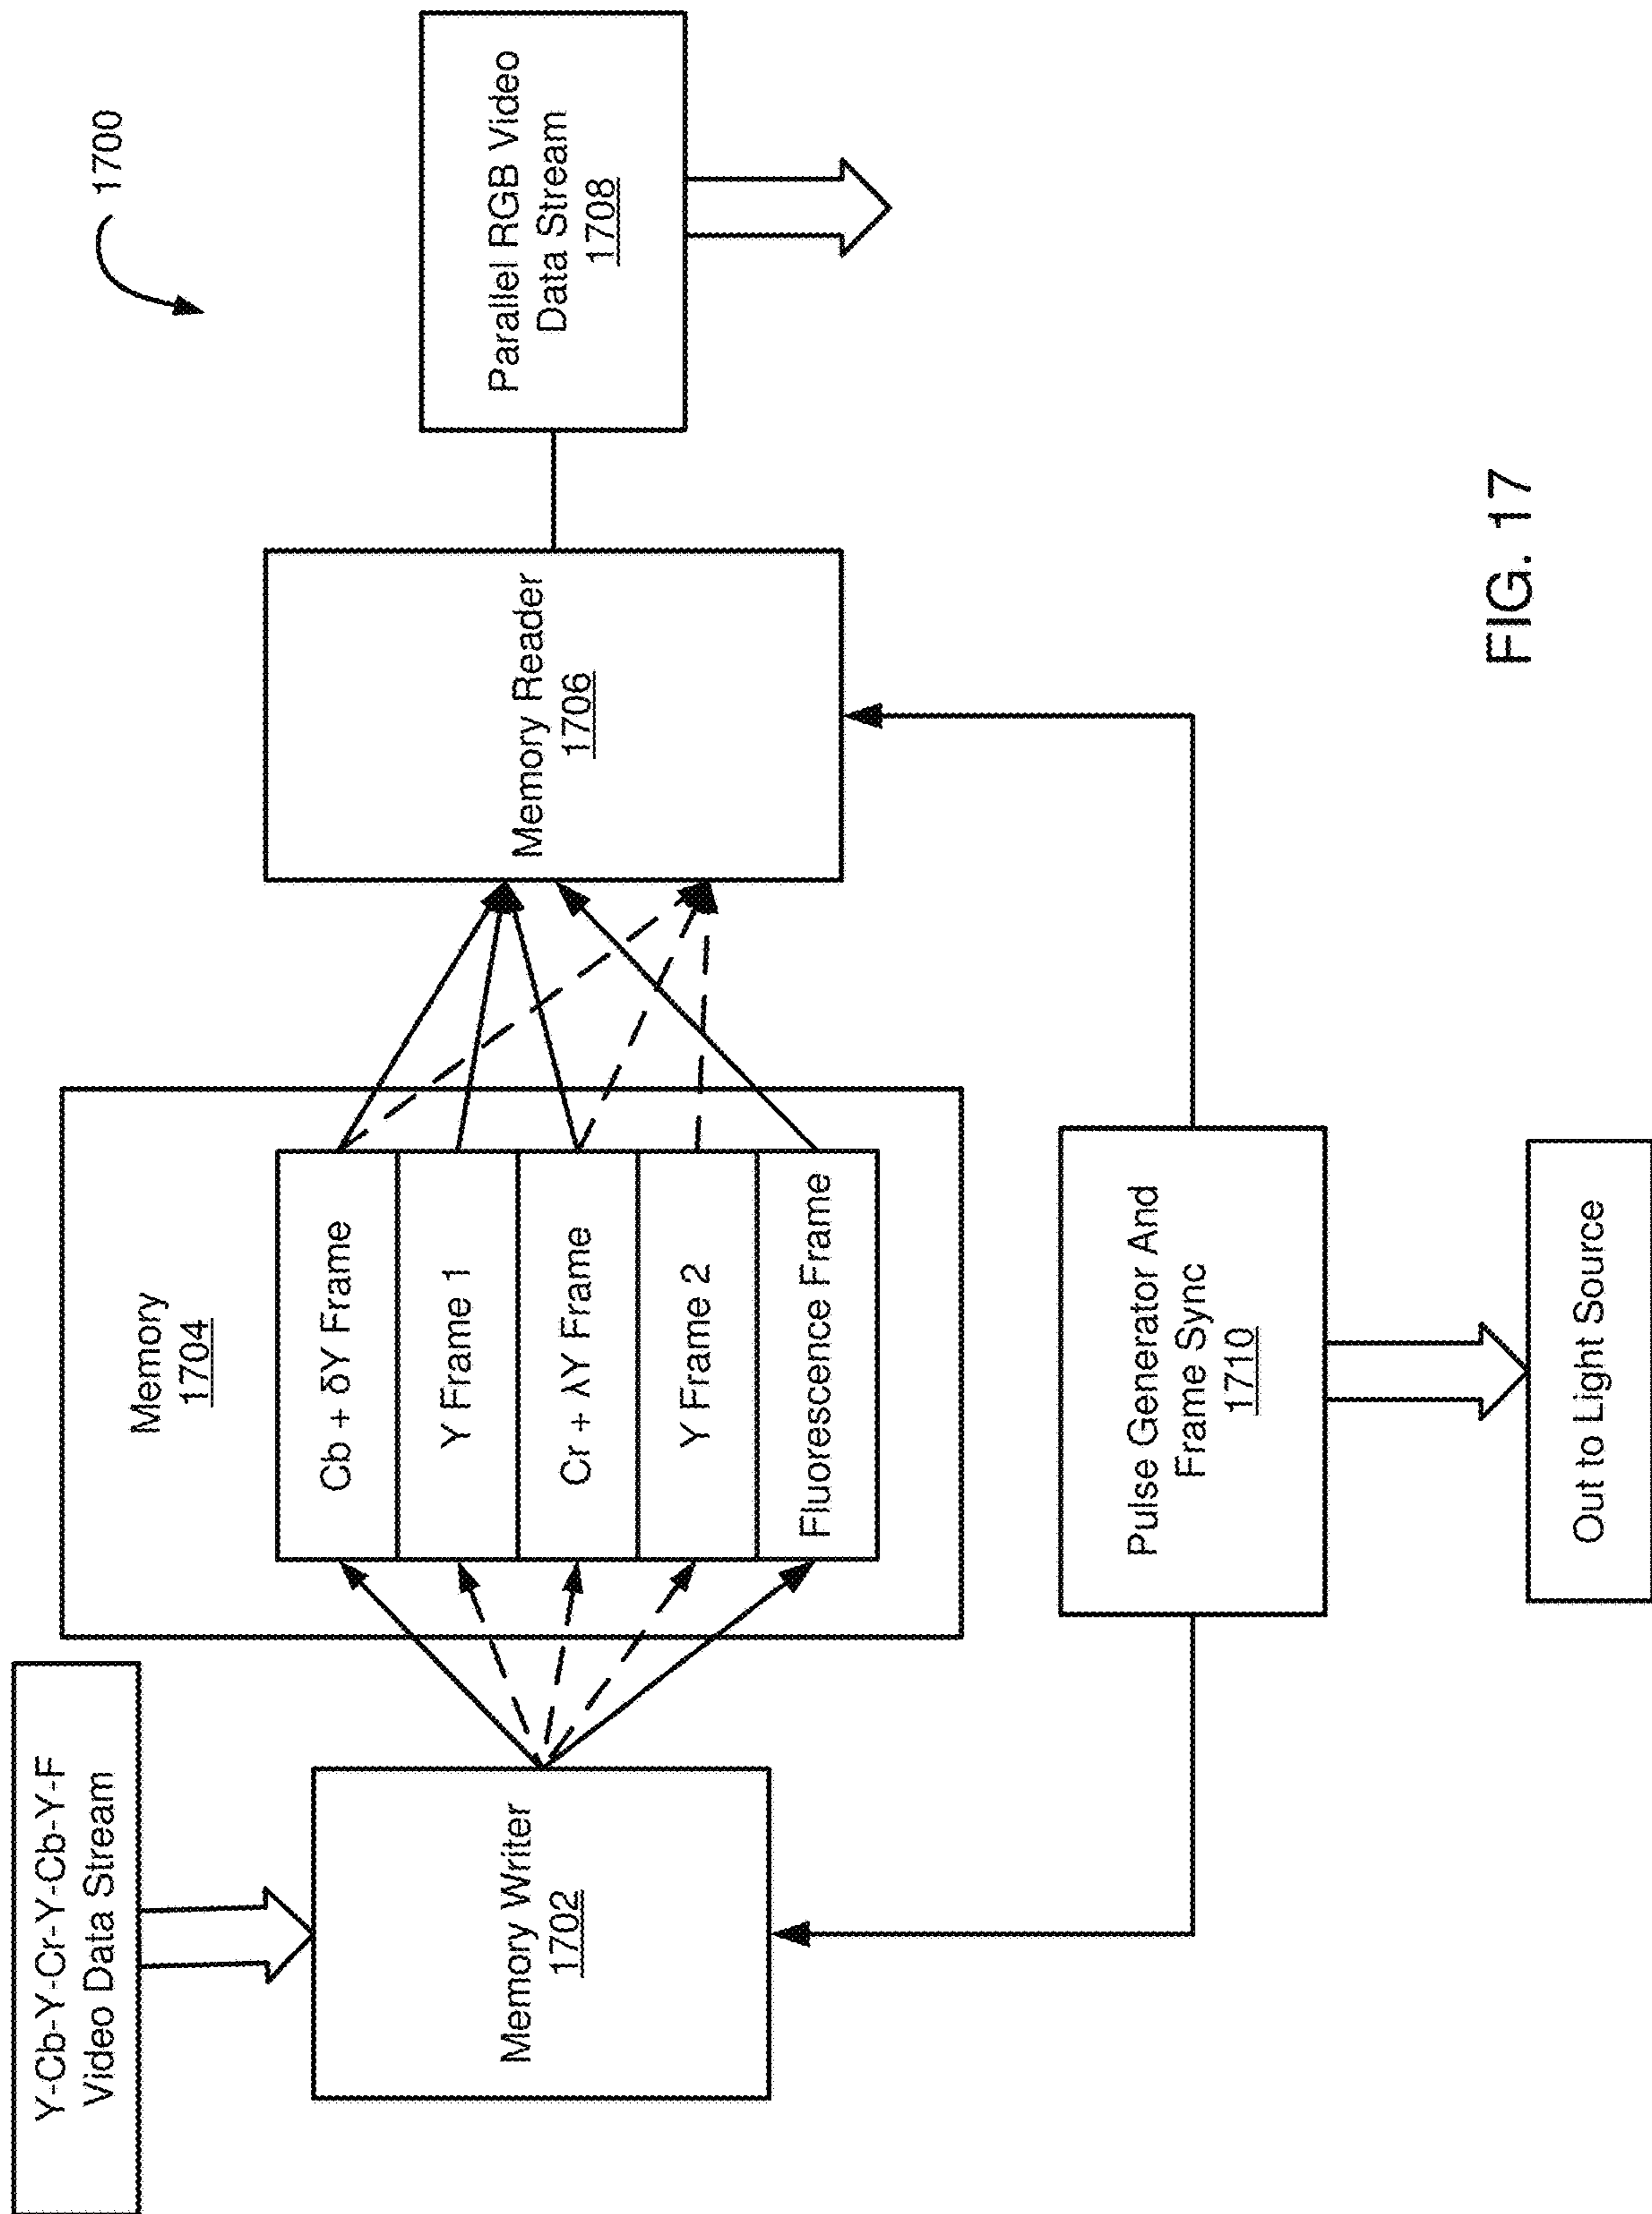 1700
Y-Cb-Y-Cr-Y-Cb-Y-F
Video Data Stream
Memory Writer
1702
Memory
1704
Cb + δY Frame
Y Frame 1
Cr + λY Frame
Y Frame 2
Fluorescence Frame
Memory Reader
1706
Parallel RGB Video
Data Stream
1708
Pulse Generator And
Frame Sync
1710
Out to Light Source
FIG. 17